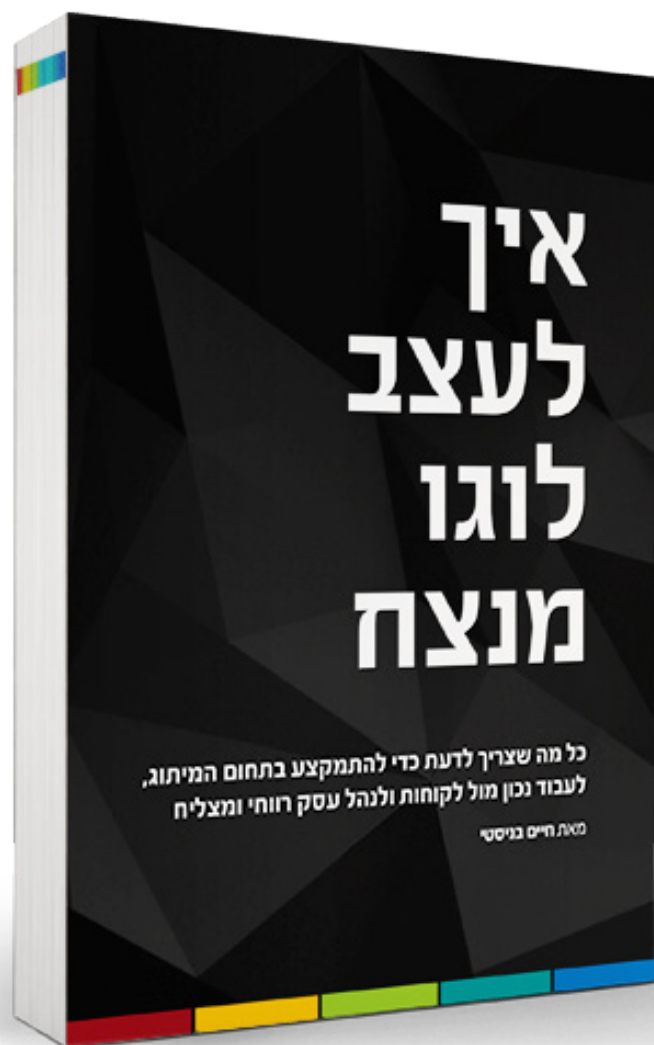 איך
לעצב
לוגו
מנצח
כל מה שצריך לדעת כדי להתמקצע בתחום המיתוג,
לעבוד נכון מול לקוחות ולנהל עסק רווחי ומצליח
מאת חיים בניסטי